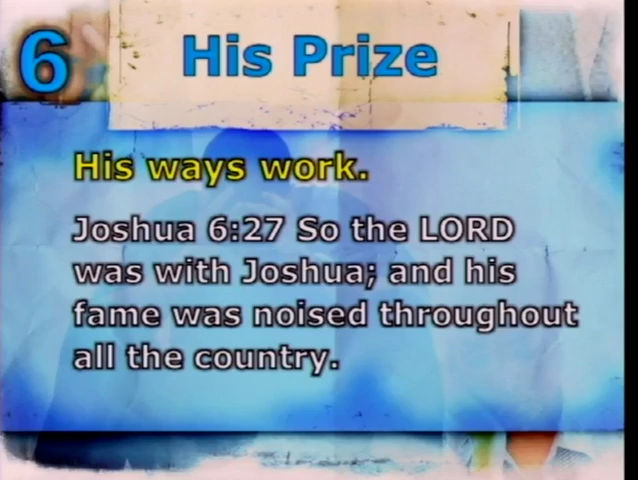 6
His Prize
His ways work.
Joshua 6:27 So the LORD
was with Joshua; and his
fame was noised throughout
all the country.